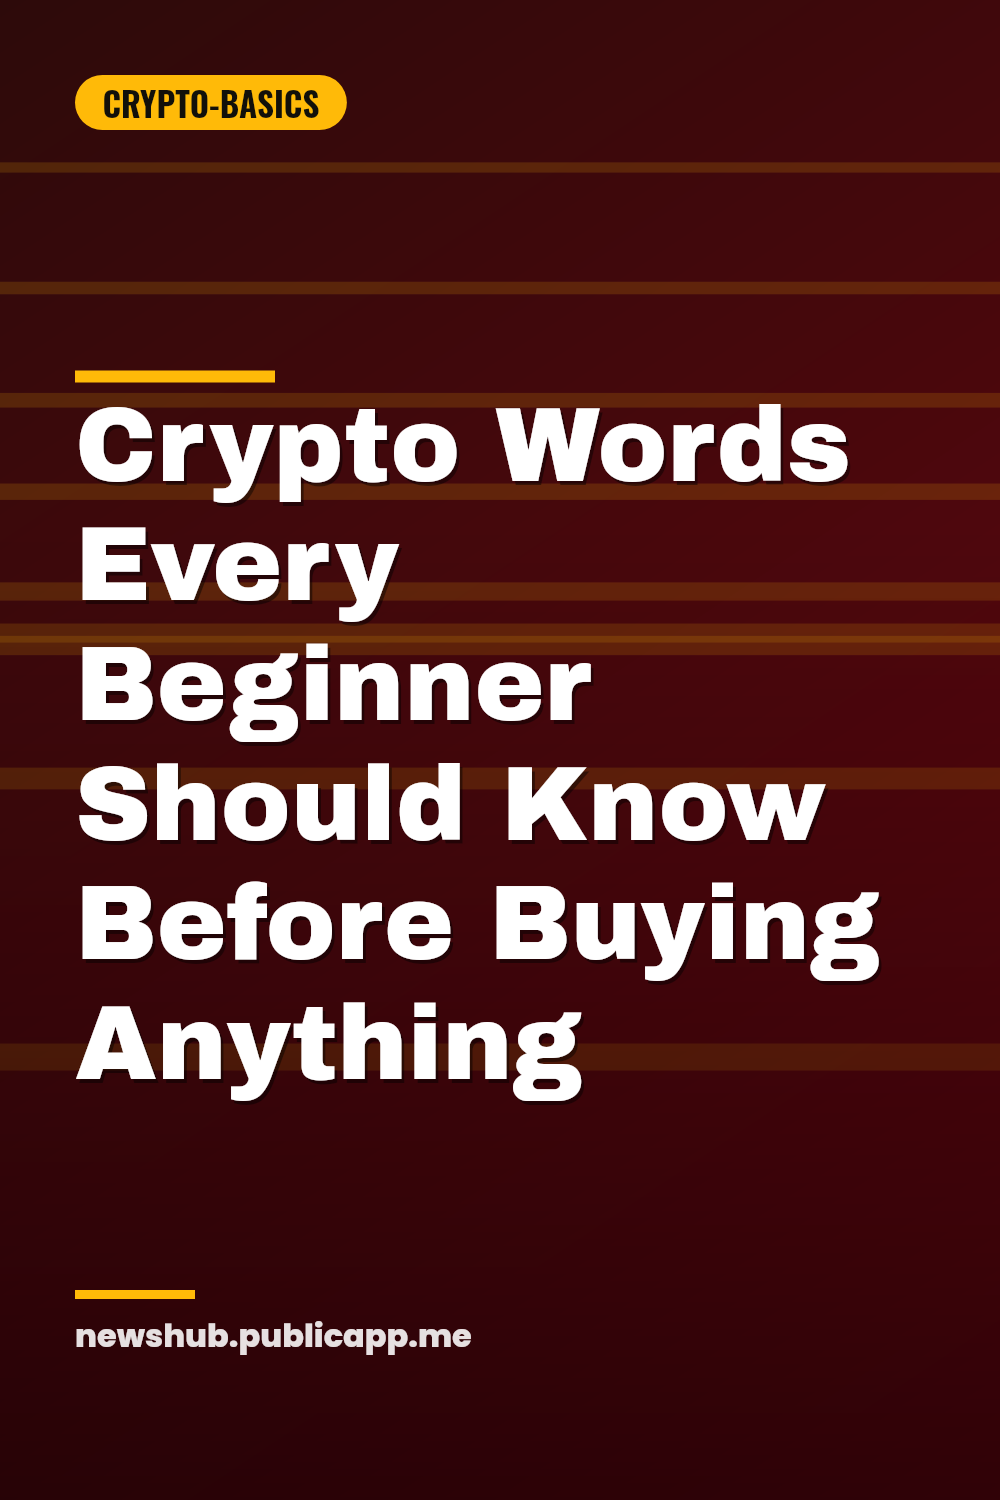 CRYPTO-BASICS
Crypto Words
Every
Beginner
Should Know
Before Buying
Anything
newshub.publicapp.me